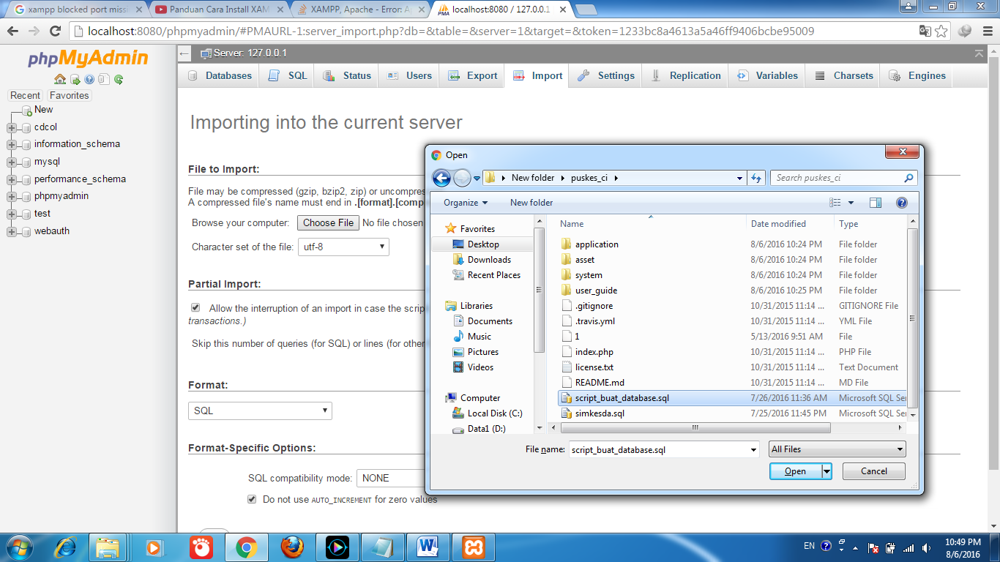 xampp blocked port miss
Panduan Cara Install XAM
XAMPP, Apache - Error: A
localhost:8080 / 127.0.0.1
localhost:8080/phpmyadmin/#PMAURL-1:server_import.php?db=&table=&server=1&target=&token=1233bc8a4613a5a46ff9406bcbe95009
phpMyAdmin
Recent Favorites
New
cdcol
information_schema
mysql
performance_schema
phpmyadmin
test
webauth
Server: 127.0.0.1
Databases SQL Status Users Export Import Settings Replication Variables Charsets Engines
Importing into the current server
File to Import:
File may be compressed (gzip, bzip2, zip) or uncompres
A compressed file's name must end in .[format].[comp
Browse your computer: Choose File No file chosen
Character set of the file: utf-8
Partial Import:
Allow the interruption of an import in case the scrip
transactions.)
Skip this number of queries (for SQL) or lines (for other
Format:
SQL
Format-Specific Options:
SQL compatibility mode: NONE
Do not use AUTO_INCREMENT for zero values
Open
New folder puskes_ci
Search puskes_ci
Organize New folder
Favorites
Desktop
Downloads
Recent Places
Libraries
Documents
Music
Pictures
Videos
Computer
Local Disk (C:)
Data1 (D:)
Name Date modified Type
application 8/6/2016 10:24 PM File folder
asset 8/6/2016 10:24 PM File folder
system 8/6/2016 10:24 PM File folder
user_guide 8/6/2016 10:25 PM File folder
.gitignore 10/31/2015 11:14 ... GITIGNORE File
.travis.yml 10/31/2015 11:14 ... YML File
1 5/13/2016 9:51 AM File
index.php 10/31/2015 11:14 ... PHP File
license.txt 10/31/2015 11:14 ... Text Document
README.md 10/31/2015 11:14 ... MD File
script_buat_database.sql 7/26/2016 11:36 AM Microsoft SQL Ser
simkesda.sql 7/25/2016 11:45 PM Microsoft SQL Ser
File name: script_buat_database.sql All Files
Open Cancel
EN
10:49 PM
8/6/2016